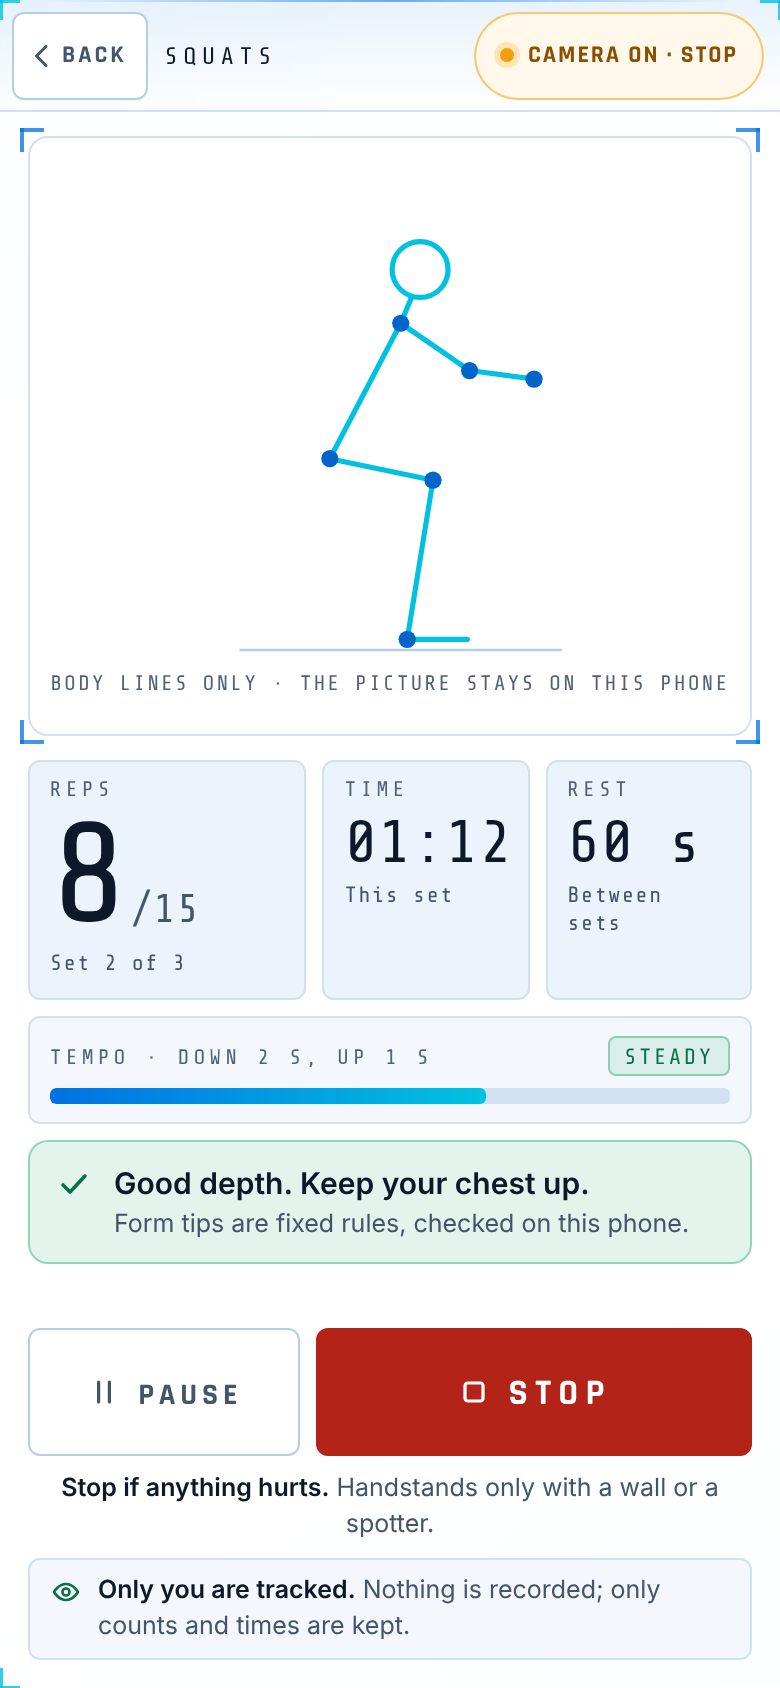 BACK
SQUATS
CAMERA ON · STOP
BODY LINES ONLY · THE PICTURE STAYS ON THIS PHONE
REPS
8 /15
Set 2 of 3
TIME
01:12
This set
REST
60 s
Between
sets
TEMPO · DOWN 2 S, UP 1 S
STEADY
Good depth. Keep your chest up.
Form tips are fixed rules, checked on this phone.
PAUSE
STOP
Stop if anything hurts. Handstands only with a wall or a
spotter.
Only you are tracked. Nothing is recorded; only
counts and times are kept.